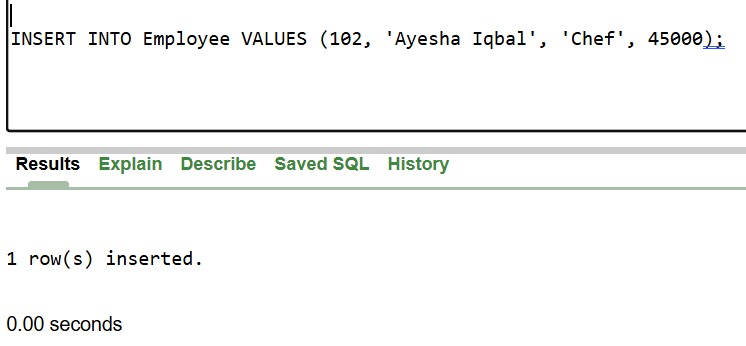 INSERT INTO Employee VALUES (102, 'Ayesha Iqbal', 'Chef', 45000);
Results Explain Describe Saved SQL History
1 row(s) inserted.
0.00 seconds